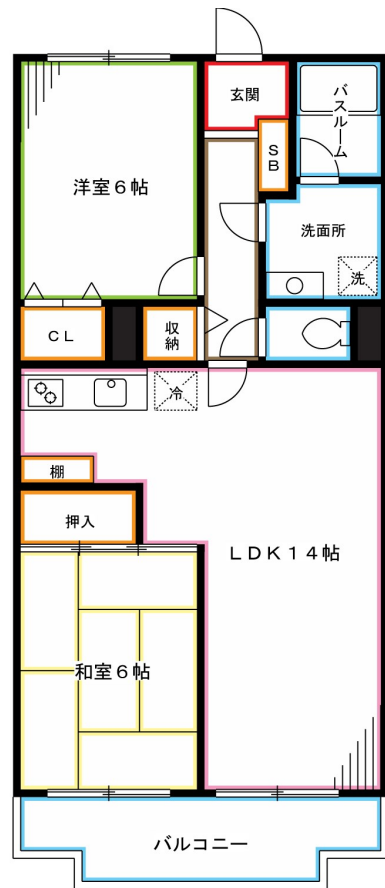 玄関
バスルーム
SB
洋室6帖
洗面所
洗
CL
収納
冷
棚
押入
LDK14帖
和室6帖
バルコニー